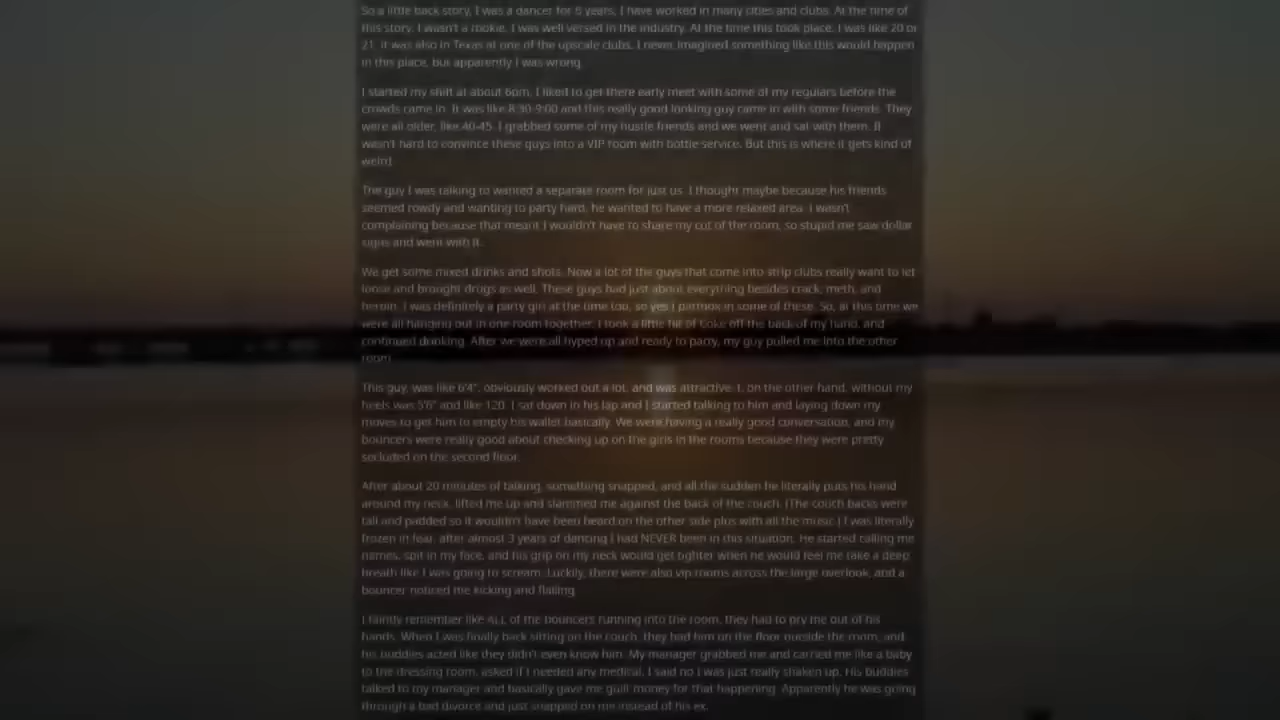 So a little back story, I was a dancer for 6 years, I have worked in many cities and clubs. At the time of
this story, I wasn't a rookie, I was well versed in the industry. At the time this took place, I was like 20 or
21, it was also in Texas at one of the upscale clubs. I never imagined something like this would happen
in this place, but apparently I was wrong.
I started my shift at about 6pm, I liked to get there early meet with some of my regulars before the
crowds came in. It was like 8:30-9:00 and this really good looking guy came in with some friends. They
were all older, like 40-45. I grabbed some of my hustle friends and we went and sat with them. It
wasn't hard to convince these guys into a VIP room with bottle service. But this is where it gets kind of
weird.
The guy I was talking to wanted a separate room for just us. I thought maybe because his friends
seemed rowdy and wanting to party hard, he wanted to have a more relaxed area. I wasn't
complaining because that meant I wouldn't have to share my cut of the room, so stupid me saw dollar
signs and went with it.
We get some mixed drinks and shots. Now a lot of the guys that come into strip clubs really want to let
loose and brought drugs as well. These guys had just about everything besides crack, meth, and
heroin. I was definitely a party girl at the time too, so yes I partook in some of these. So, at this time we
were all hanging out in one room together, I took a little hit of Coke off the back of my hand, and
continued drinking. After we were all hyped up and ready to party, my guy pulled me into the other
room.
This guy, was like 6'4", obviously worked out a lot, and was attractive. I, on the other hand, without my
heels was 5'6" and like 120. I sat down in his lap and I started talking to him and laying down my
moves to get him to empty his wallet basically. We were having a really good conversation, and my
bouncers were really good about checking up on the girls in the rooms because they were pretty
secluded on the second floor.
After about 20 minutes of talking, something snapped, and all the sudden he literally puts his hand
around my neck, lifted me up and slammed me against the back of the couch. (The couch backs were
tall and padded so it wouldn't have been heard on the other side plus with all the music.) I was literally
frozen in fear, after almost 3 years of dancing I had NEVER been in this situation. He started calling me
names, spit in my face, and his grip on my neck would get tighter when he would feel me take a deep
breath like I was going to scream. Luckily, there were also vip rooms across the large overlook, and a
bouncer noticed me kicking and flailing.
I faintly remember like ALL of the bouncers running into the room, they had to pry me out of his
hands. When I was finally back sitting on the couch, they had him on the floor outside the room, and
his buddies acted like they didn't even know him. My manager grabbed me and carried me like a baby
to the dressing room, asked if I needed any medical, I said no I was just really shaken up. His buddies
talked to my manager and basically gave me guilt money for that happening. Apparently he was going
through a bad divorce and just snapped on me instead of his ex.